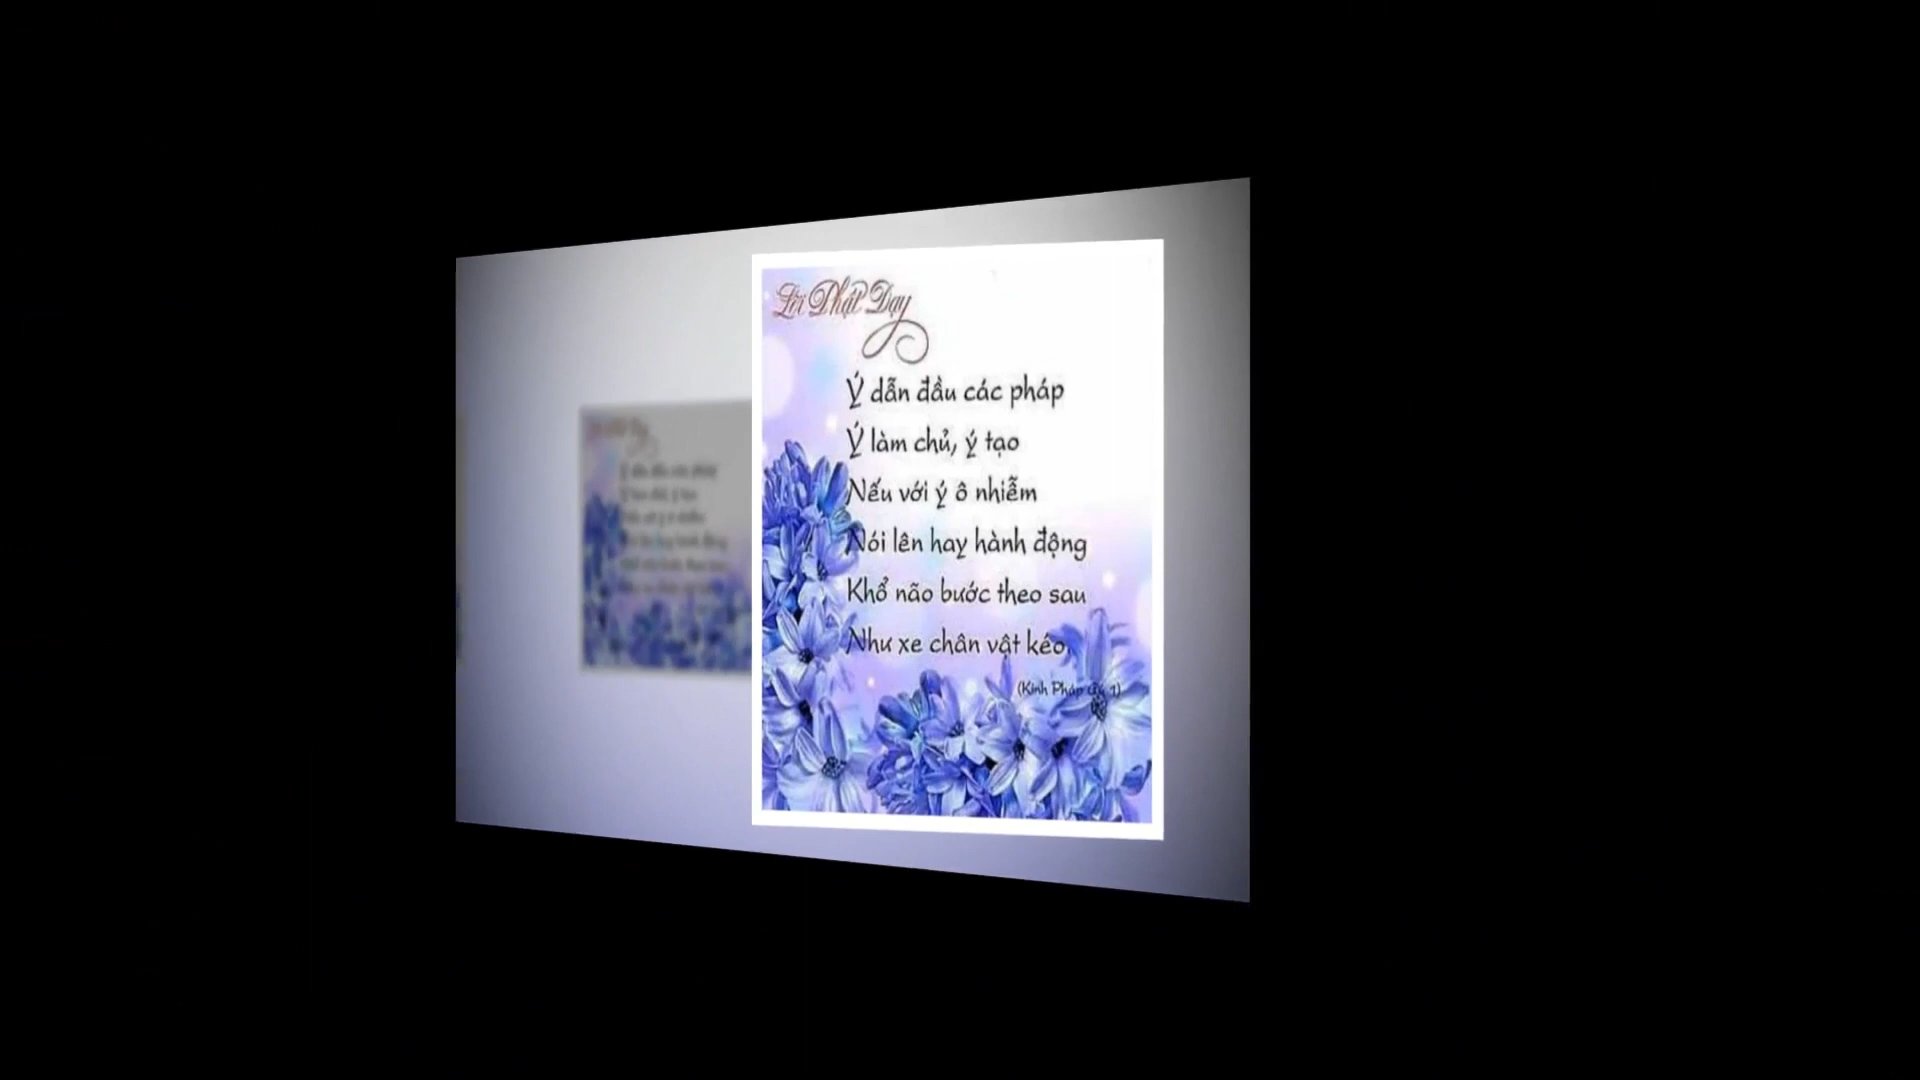 Lời Phật Dạy
Ý dẫn đầu các pháp
Ý làm chủ, ý tạo
Nếu với ý ô nhiễm
Nói lên hay hành động
Khổ não bước theo sau
Như xe chân vật kéo.
(Kinh Pháp Cú 1)